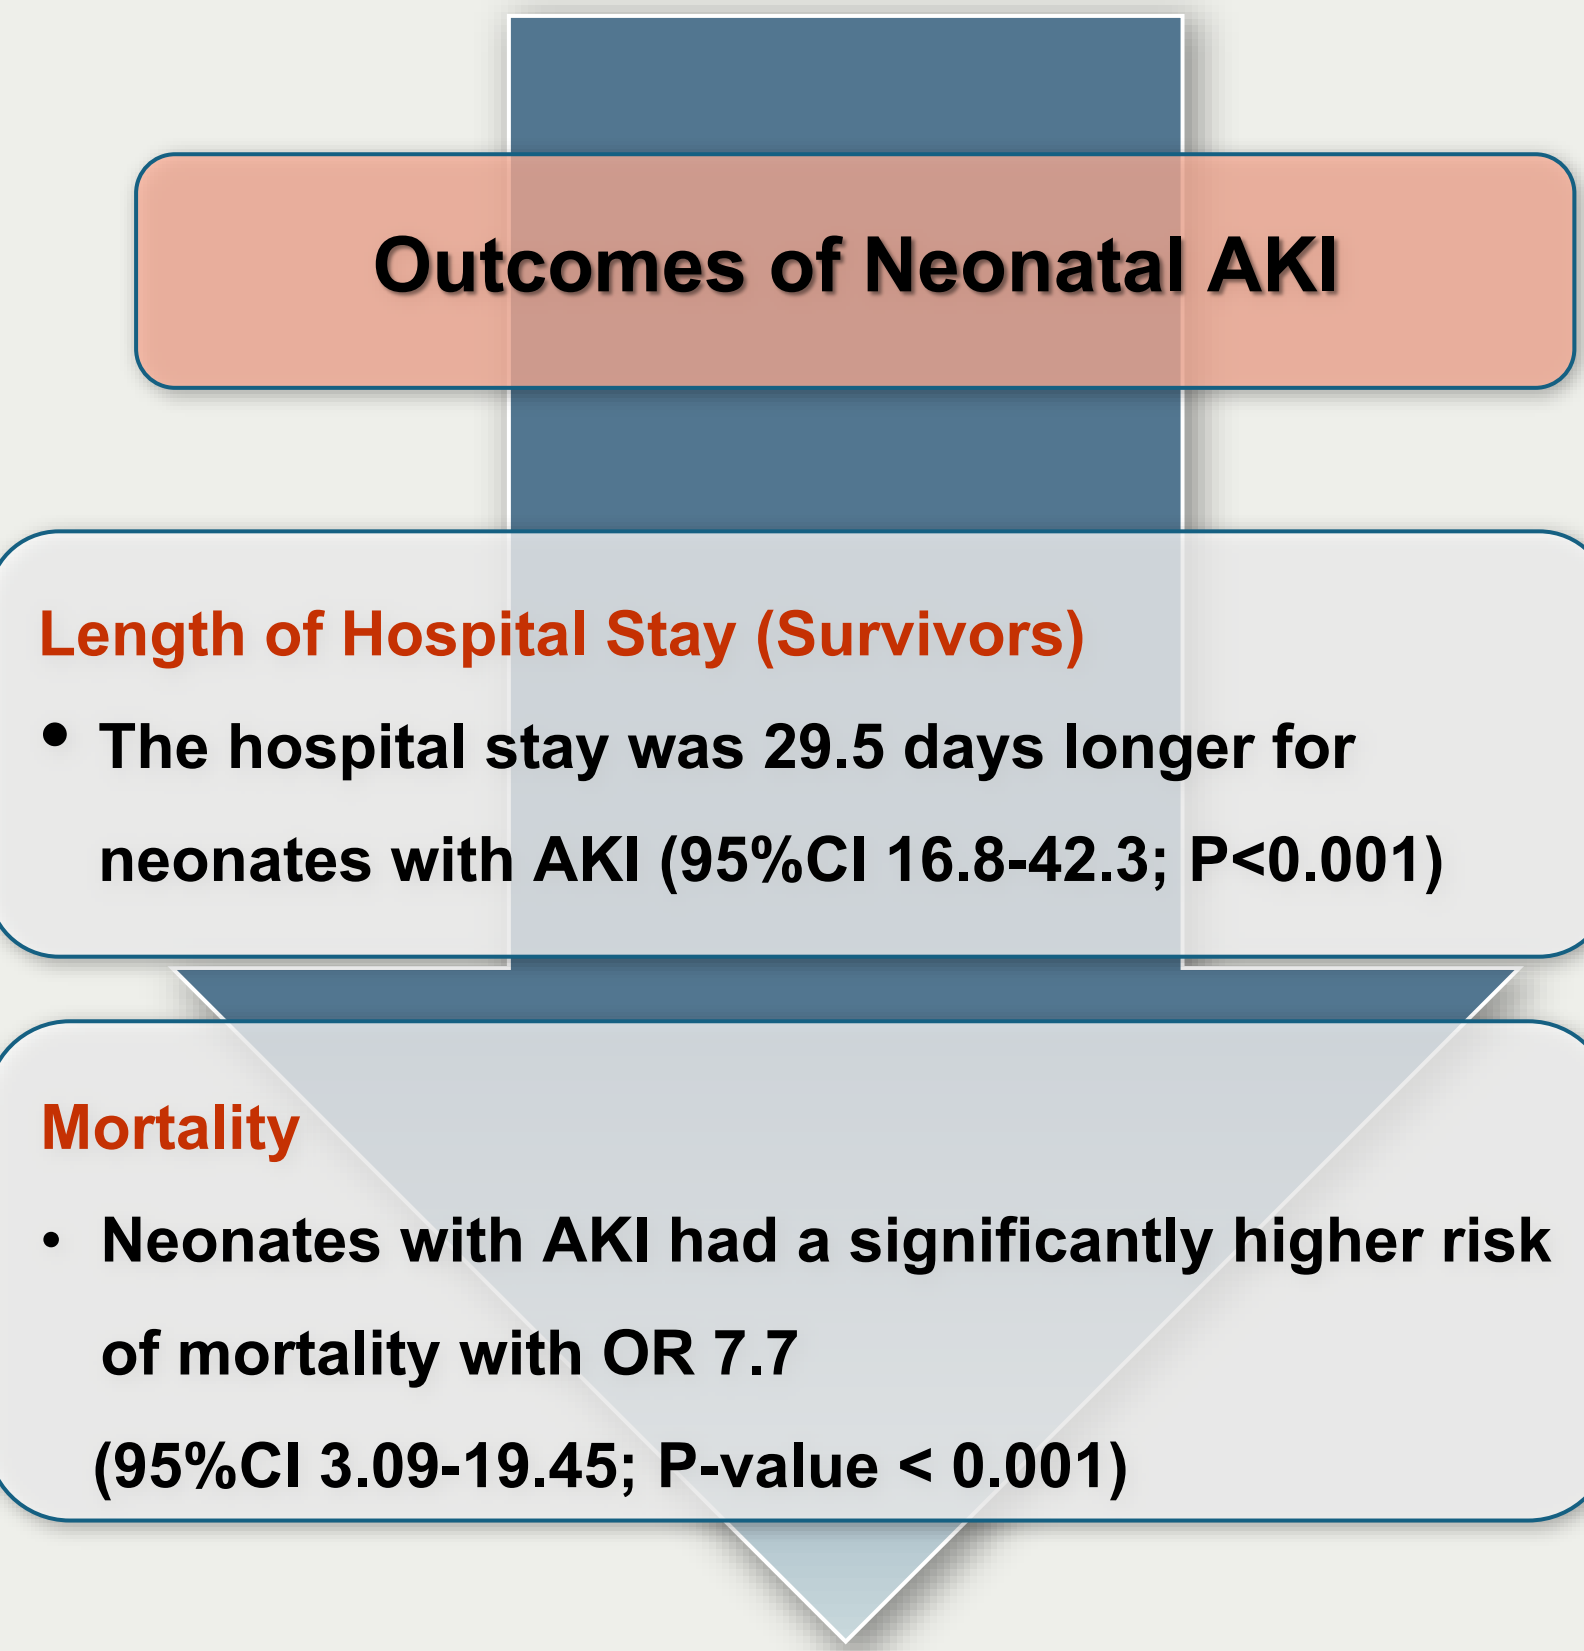 Outcomes of Neonatal AKI
Length of Hospital Stay (Survivors)
• The hospital stay was 29.5 days longer for
neonates with AKI (95%CI 16.8-42.3; P<0.001)
Mortality
• Neonates with AKI had a significantly higher risk
of mortality with OR 7.7
(95%CI 3.09-19.45; P-value < 0.001)